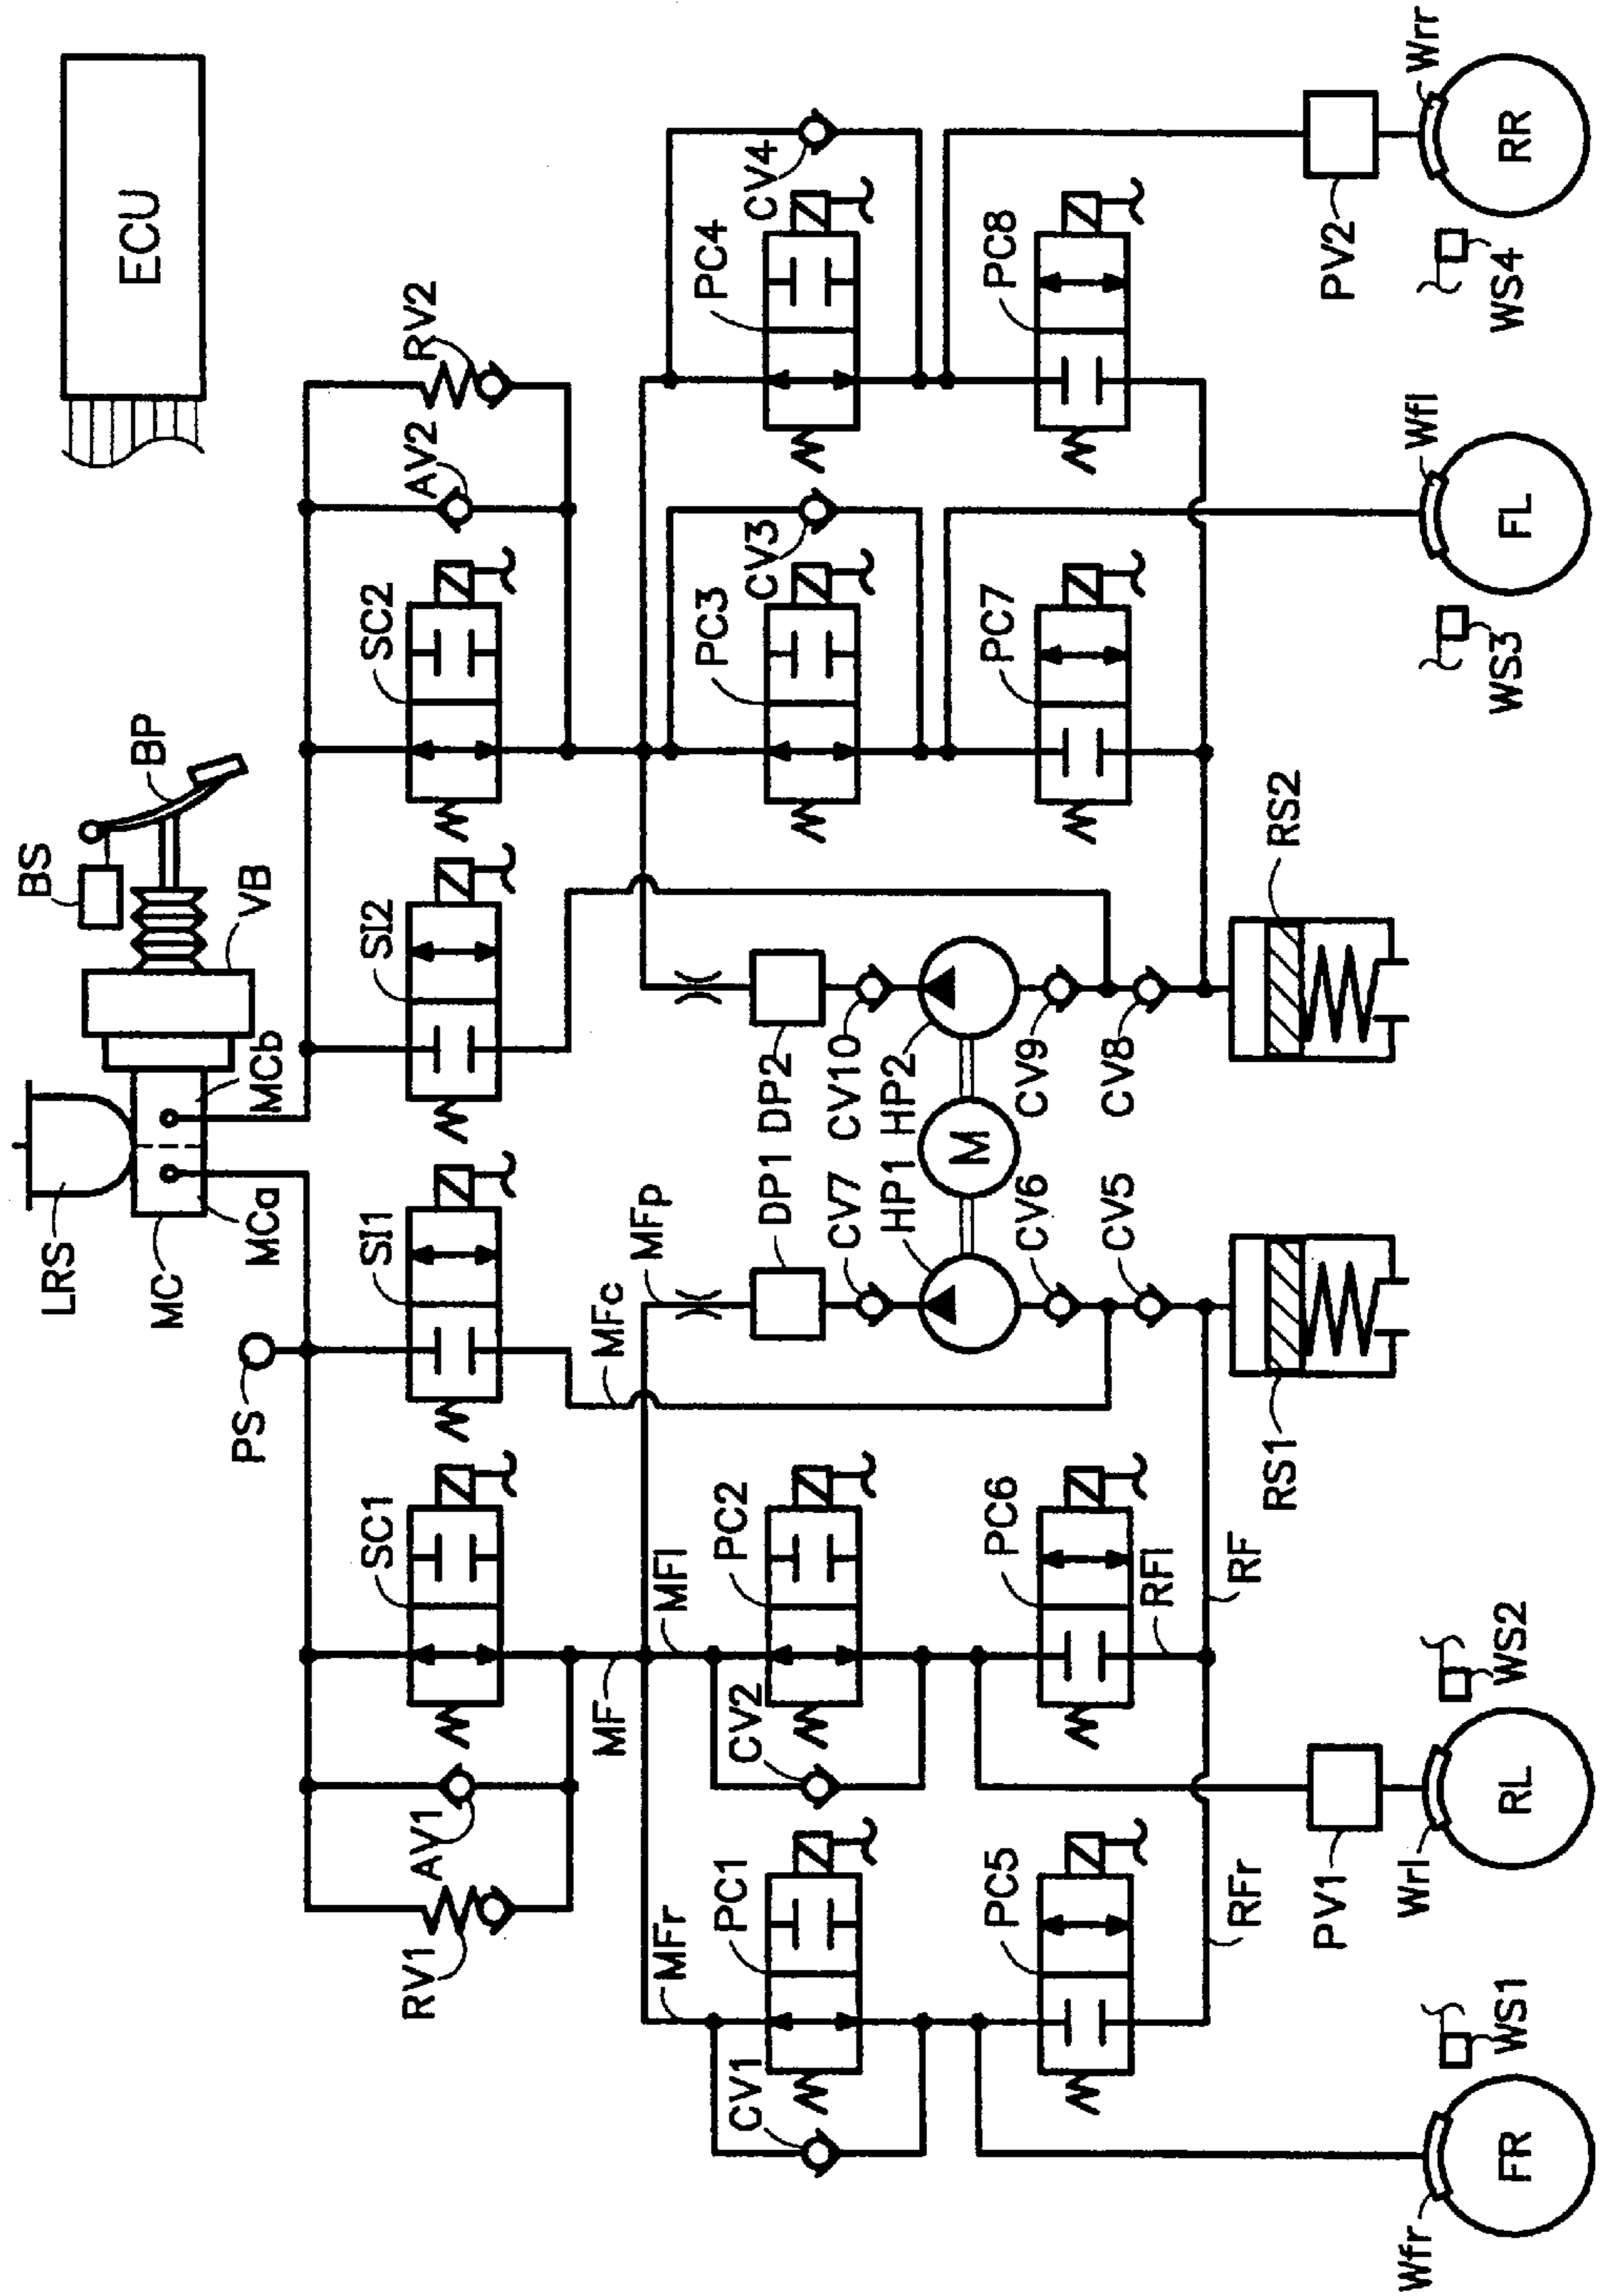 ECU
BS
BP
VB
LRS
MC
MCa
MCb
PS
RV1
AV1
SC1
SI1
SI2
SC2
AV2
RV2
MF
MFr
MFl
MFc
MFp
CV1
PC1
CV2
PC2
DP1
DP2
PC3
CV3
PC4
CV4
CV7
CV10
HP1
M
HP2
CV6
CV9
CV5
CV8
PC5
PC6
PC7
PC8
RFl
RFr
RF
RS1
RS2
PV1
PV2
Wfr
FR
WS1
Wrl
RL
WS2
WS3
Wfl
FL
WS4
Wrr
RR